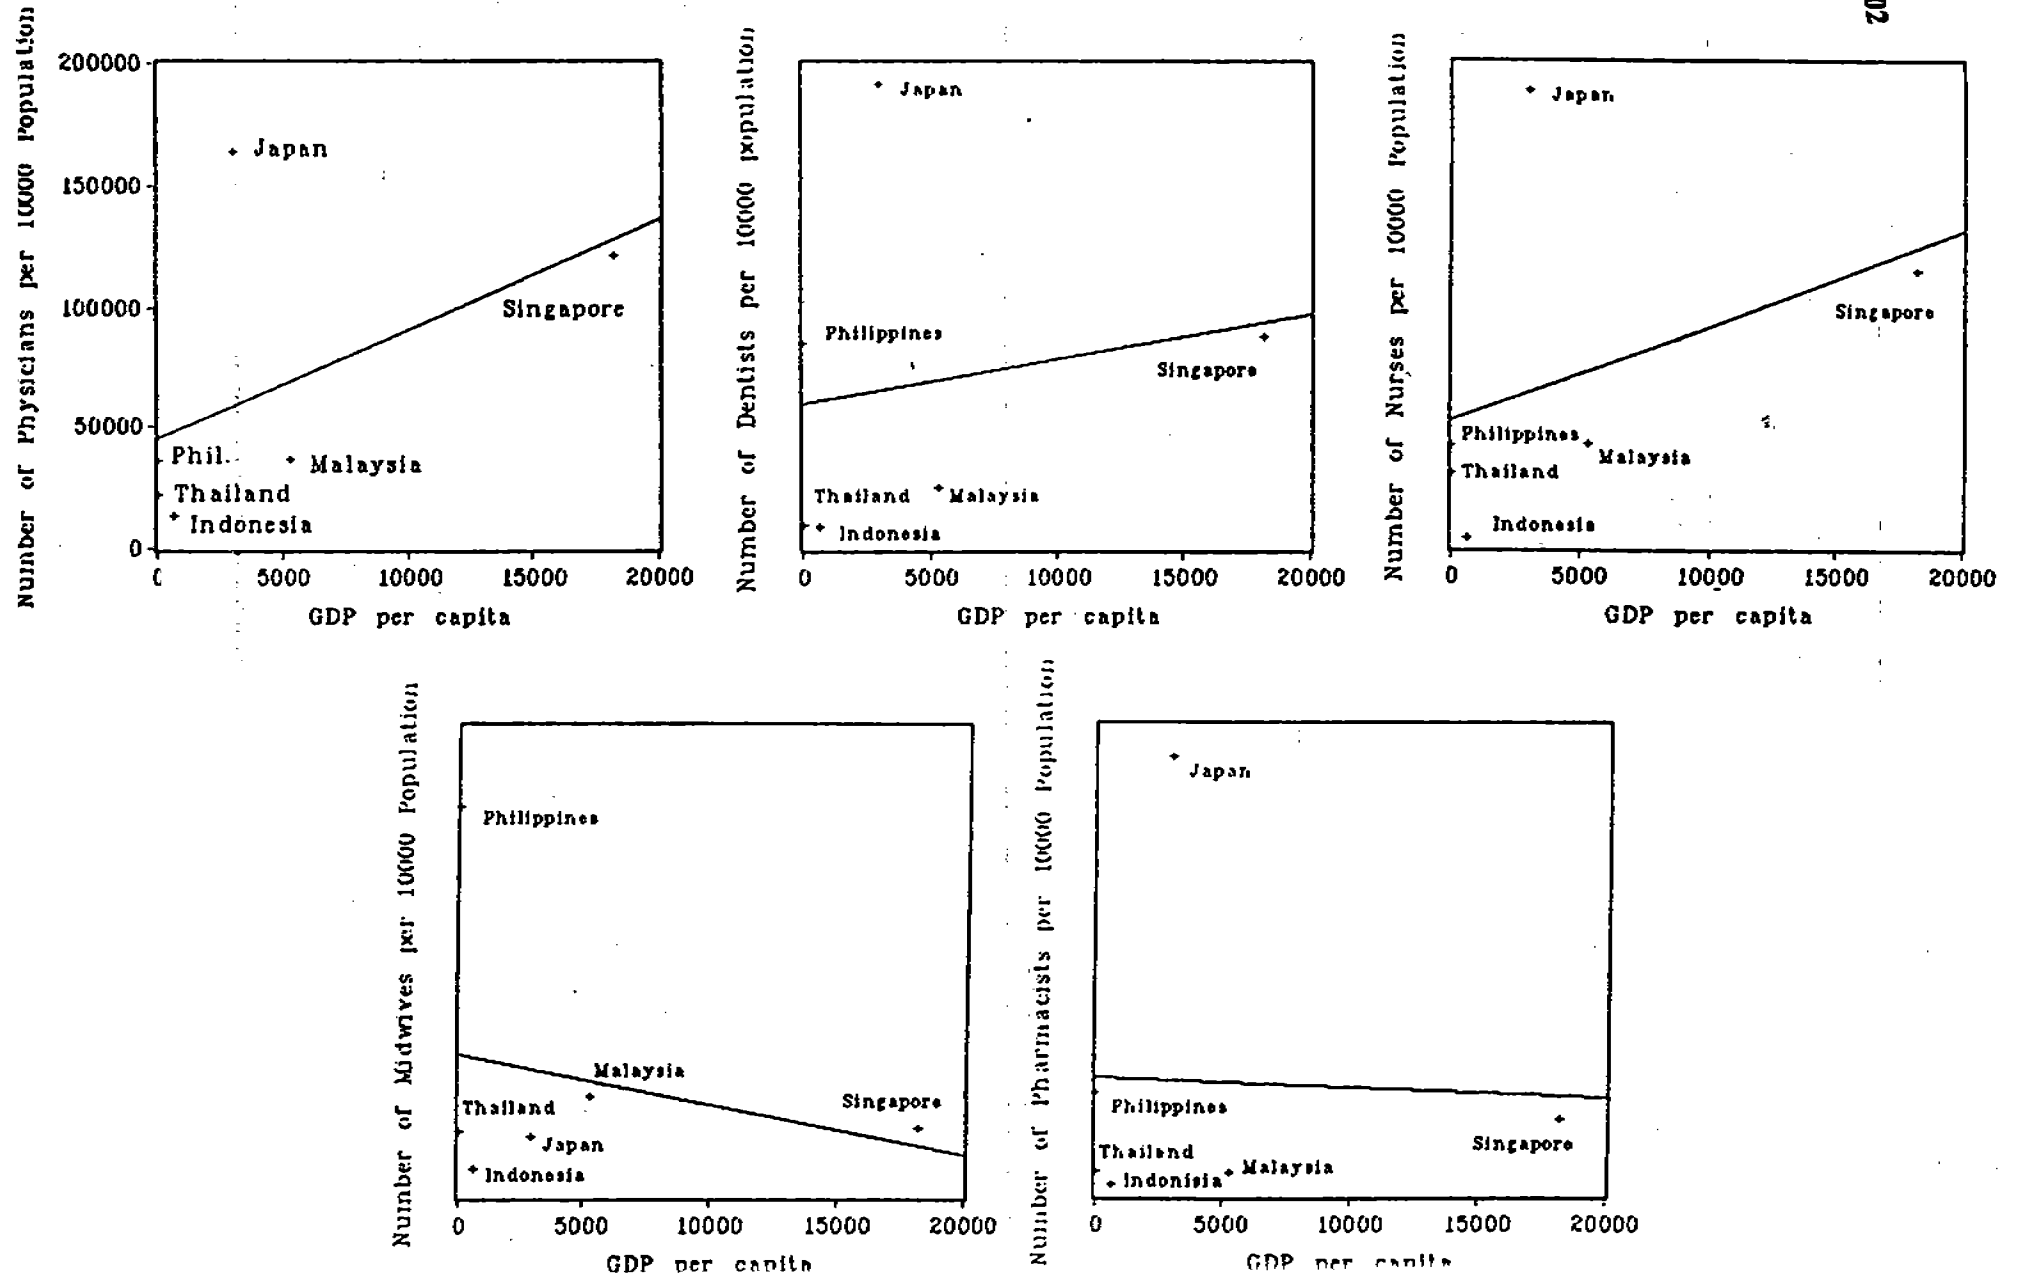 02
Number of Physicians per 10000 Population
200000
150000
100000
50000
0
Japan
Singapore
Phil.
Malaysia
Thailand
Indonesia
0 5000 10000 15000 20000
GDP per capita
Number of Dentists per 10000 population
Japan
Philippines
Singapore
Thailand
Malaysia
Indonesia
0 5000 10000 15000 20000
GDP per capita
Number of Nurses per 10000 Population
Japan
Singapore
Philippines
Malaysia
Thailand
Indonesia
0 5000 10000 15000 20000
GDP per capita
Number of Midwives per 10000 Population
Philippines
Malaysia
Thailand
Singapore
Japan
Indonesia
0 5000 10000 15000 20000
GDP per capita
Number of Pharmacists per 10000 Population
Japan
Philippines
Singapore
Thailand
Malaysia
Indonisia
0 5000 10000 15000 20000
GDP per capita